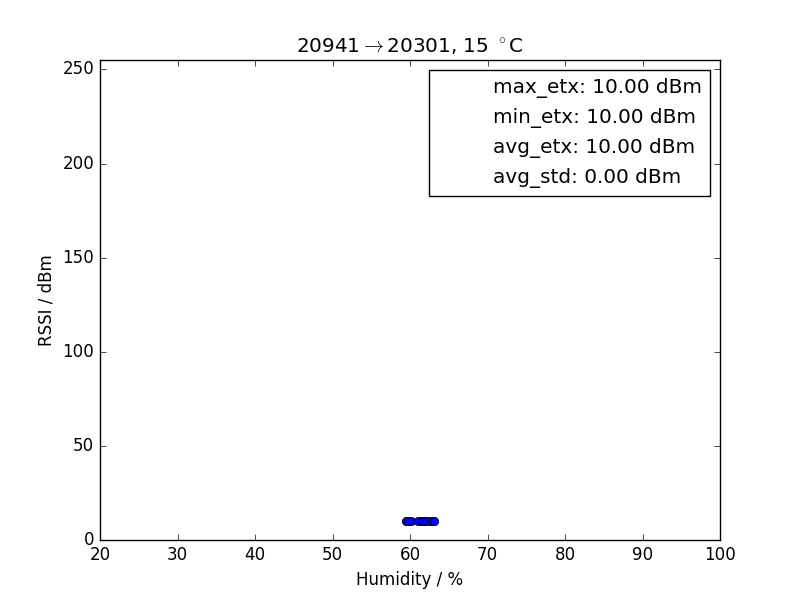 20941→20301, 15 °C
250
200
150
100
50
0
RSSI / dBm
max_etx: 10.00 dBm
min_etx: 10.00 dBm
avg_etx: 10.00 dBm
avg_std: 0.00 dBm
20 30 40 50 60 70 80 90 100
Humidity / %